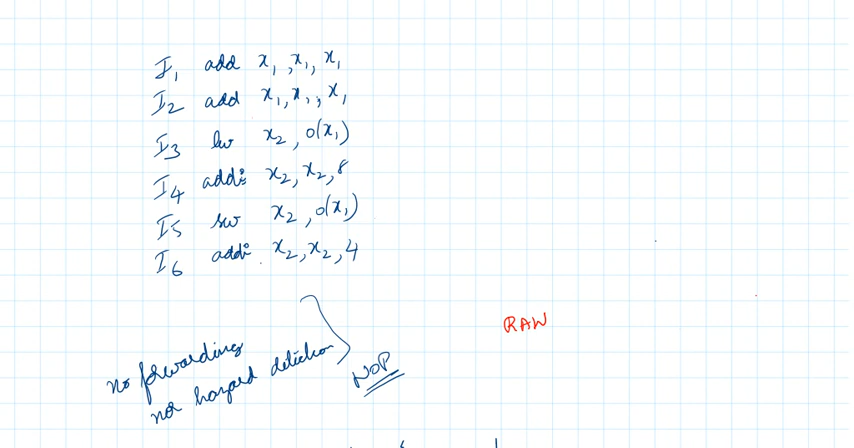 I1 add x1, x1, x1
I2 add x1, x1, x1
I3 lw x2, 0(x1)
I4 addi x2, x2, 8
I5 sw x2, 0(x1)
I6 addi x2, x2, 4
RAW
no forwarding
no hazard detection
NOP